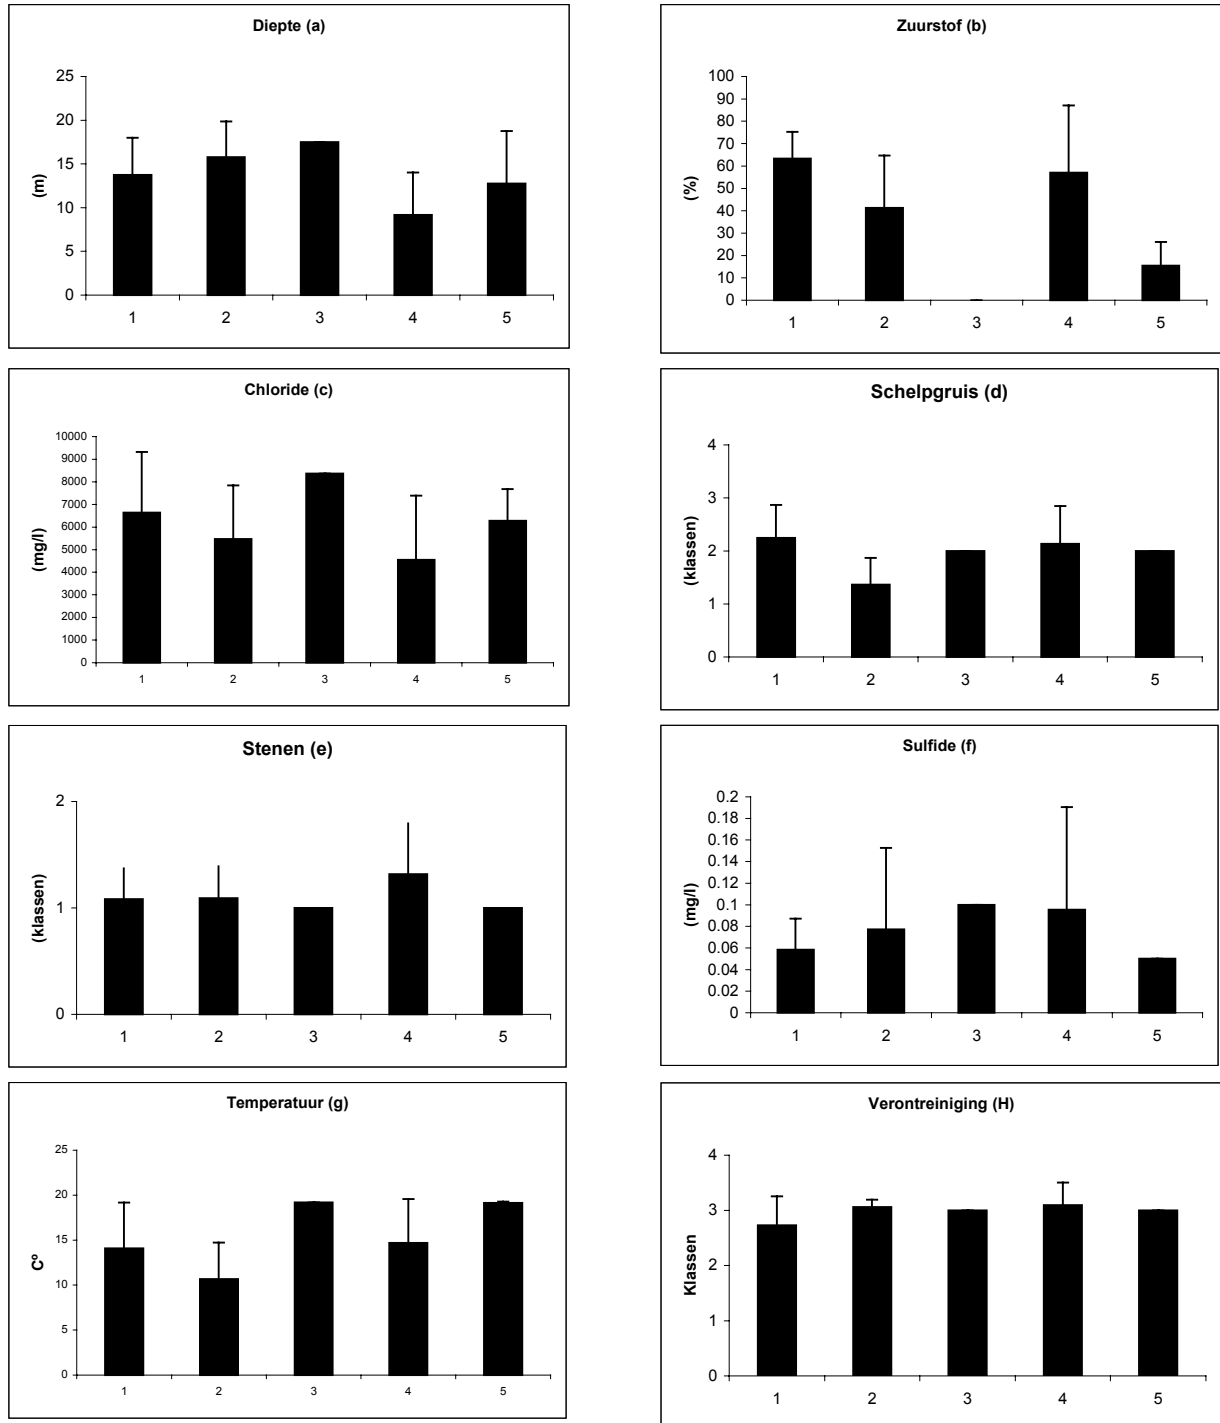 Diepte (a)
25
20
15
10
5
0
(m)
1 2 3 4 5
Zuurstof (b)
100
90
80
70
60
50
40
30
20
10
0
(%)
1 2 3 4 5
Chloride (c)
10000
9000
8000
7000
6000
5000
4000
3000
2000
1000
0
(mg/l)
1 2 3 4 5
Schelpgruis (d)
4
3
2
1
0
(klassen)
1 2 3 4 5
Stenen (e)
2
1
0
(klassen)
1 2 3 4 5
Sulfide (f)
0.2
0.18
0.16
0.14
0.12
0.1
0.08
0.06
0.04
0.02
0
(mg/l)
1 2 3 4 5
Temperatuur (g)
25
20
15
10
5
0
Cº
1 2 3 4 5
Verontreiniging (H)
4
3
2
1
0
Klassen
1 2 3 4 5